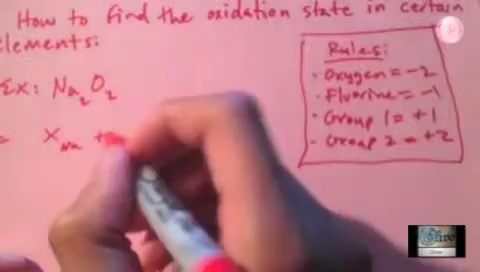 How to find the oxidation state in certain
elements:
Ex: Na₂O₂
= X_Na +
Rules:
· Oxygen = -2
· Fluorine = -1
· Group 1 = +1
· Group 2 = +2